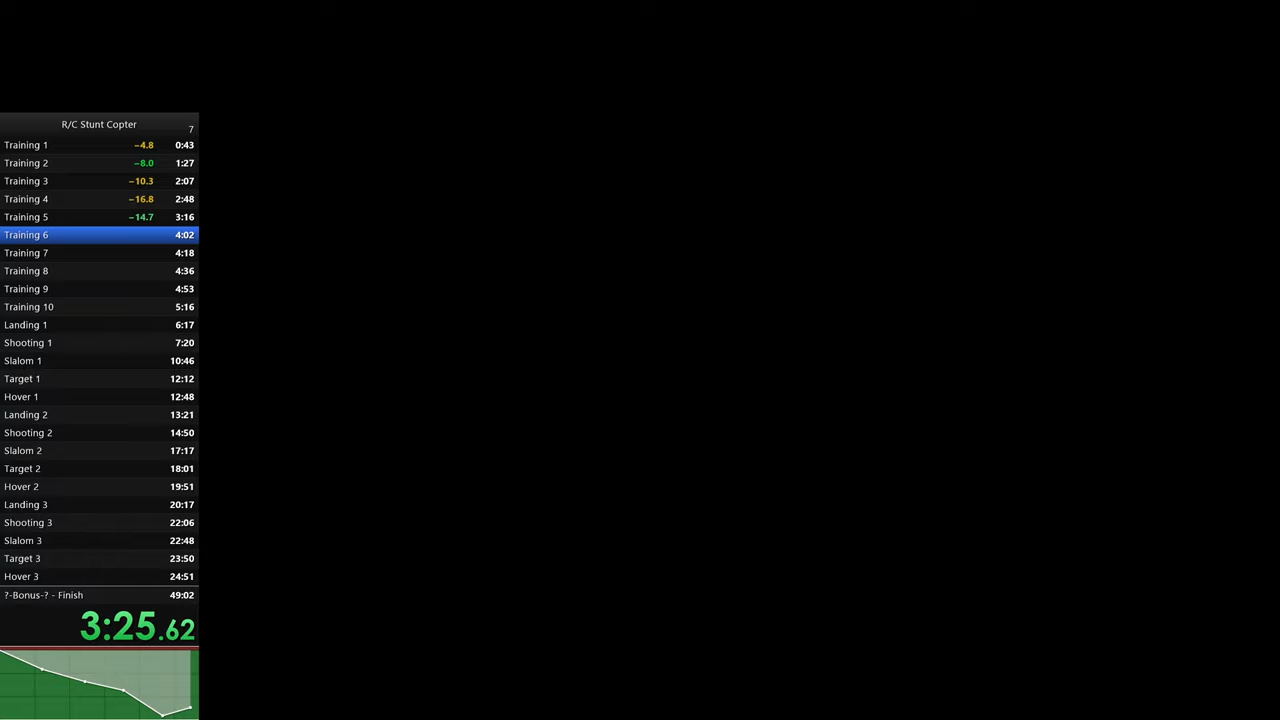 R/C Stunt Copter
7
Training 1 −4.8 0:43
Training 2 −8.0 1:27
Training 3 −10.3 2:07
Training 4 −16.8 2:48
Training 5 −14.7 3:16
Training 6 4:02
Training 7 4:18
Training 8 4:36
Training 9 4:53
Training 10 5:16
Landing 1 6:17
Shooting 1 7:20
Slalom 1 10:46
Target 1 12:12
Hover 1 12:48
Landing 2 13:21
Shooting 2 14:50
Slalom 2 17:17
Target 2 18:01
Hover 2 19:51
Landing 3 20:17
Shooting 3 22:06
Slalom 3 22:48
Target 3 23:50
Hover 3 24:51
?-Bonus-? - Finish 49:02
3:25.62